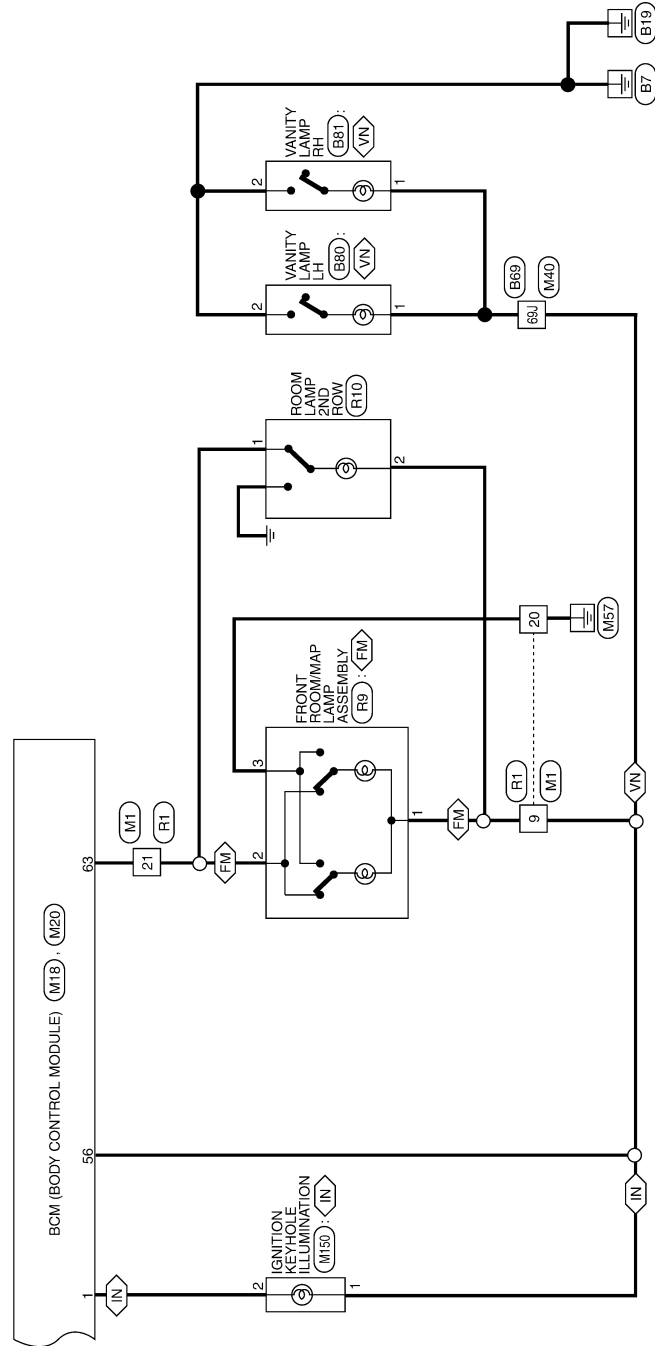 BCM (BODY CONTROL MODULE) M18 , M20
1
56
63
IN
M1
21
R1
FM
IGNITION
KEYHOLE
ILLUMINATION
M150 : IN
2
1
FRONT
ROOM/MAP
LAMP
ASSEMBLY
R9 : FM
2
3
1
ROOM
LAMP
2ND
ROW
R10
1
2
VANITY
LAMP
LH
B80 :
VN
2
1
VANITY
LAMP
RH
B81 :
VN
2
1
FM
R1
9
M1
20
M57
B69
69J
M40
IN
VN
B7
B19